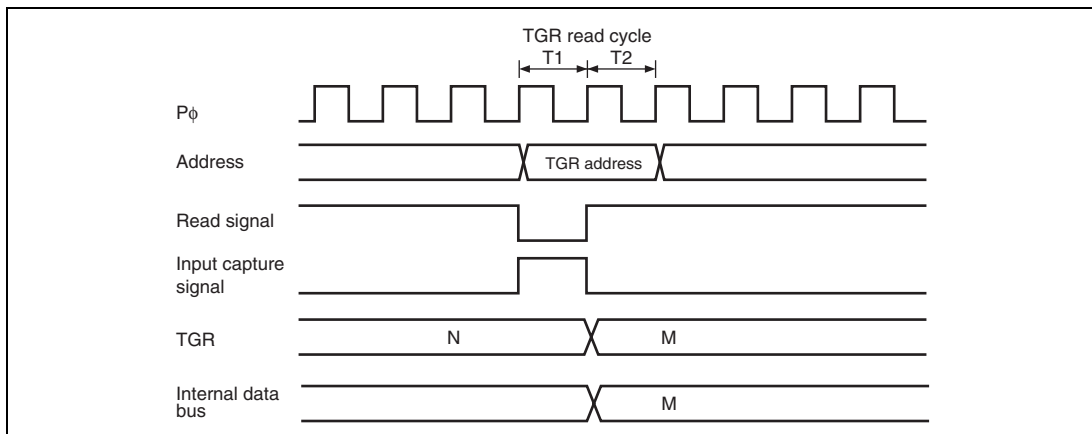 TGR read cycle
T1 T2
Pϕ
Address
TGR address
Read signal
Input capture
signal
TGR
N M
Internal data
bus
M